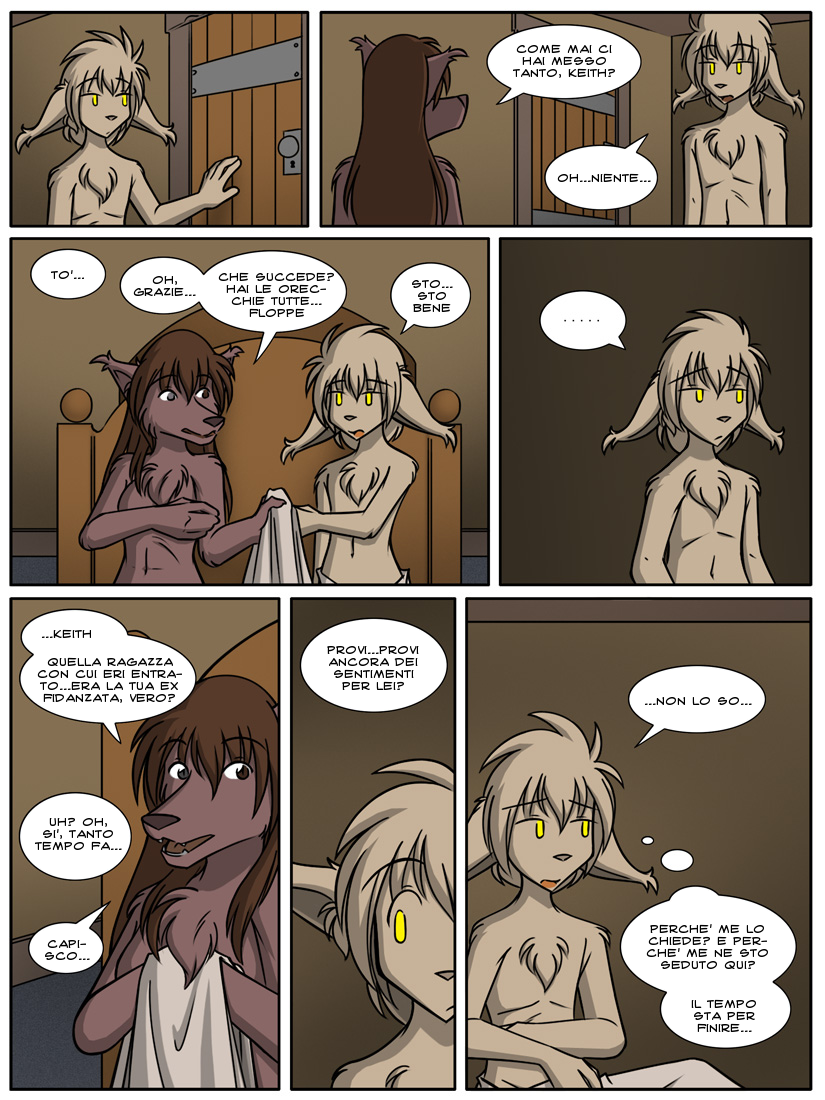 COME MAI CI
HAI MESSO
TANTO, KEITH?
OH...NIENTE...
TO'...
OH,
GRAZIE...
CHE SUCCEDE?
HAI LE OREC-
CHIE TUTTE...
FLOPPE
STO...
STO
BENE
.....
...KEITH
QUELLA RAGAZZA
CON CUI ERI ENTRA-
TO...ERA LA TUA EX
FIDANZATA, VERO?
UH? OH,
SI', TANTO
TEMPO FA...
CAPI-
SCO...
PROVI...PROVI
ANCORA DEI
SENTIMENTI
PER LEI?
...NON LO SO...
PERCHE' ME LO
CHIEDE? E PER-
CHE' ME NE STO
SEDUTO QUI?
IL TEMPO
STA PER
FINIRE...